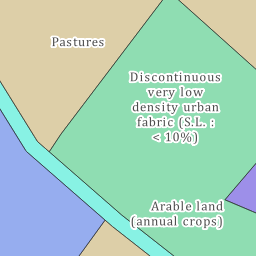 Pastures
Discontinuous
very low
density urban
fabric (S.L. :
< 10%)
Arable land
(annual crops)